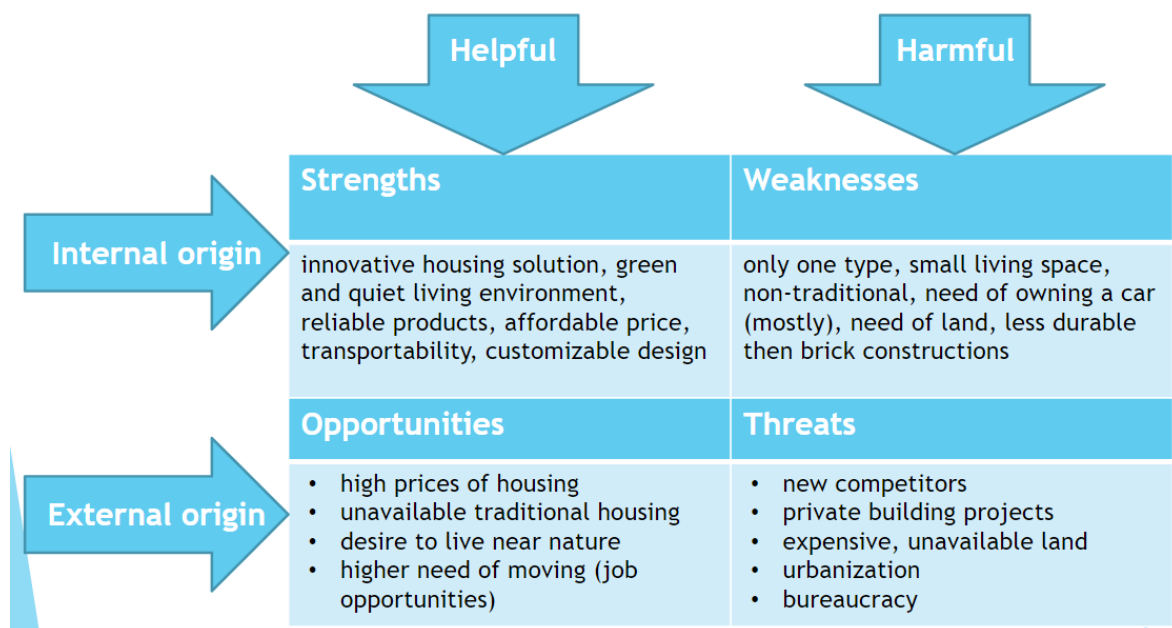 Helpful
Harmful
Internal origin
Strengths
Weaknesses
innovative housing solution, green
and quiet living environment,
reliable products, affordable price,
transportability, customizable design
only one type, small living space,
non-traditional, need of owning a car
(mostly), need of land, less durable
then brick constructions
External origin
Opportunities
Threats
• high prices of housing
• unavailable traditional housing
• desire to live near nature
• higher need of moving (job
opportunities)
• new competitors
• private building projects
• expensive, unavailable land
• urbanization
• bureaucracy